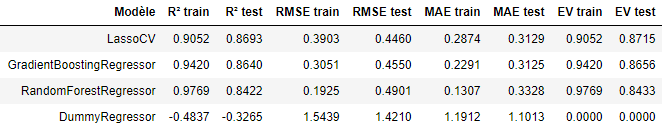 Modèle R² train R² test RMSE train RMSE test MAE train MAE test EV train EV test
LassoCV 0.9052 0.8693 0.3903 0.4460 0.2874 0.3129 0.9052 0.8715
GradientBoostingRegressor 0.9420 0.8640 0.3051 0.4550 0.2291 0.3125 0.9420 0.8656
RandomForestRegressor 0.9769 0.8422 0.1925 0.4901 0.1307 0.3328 0.9769 0.8433
DummyRegressor -0.4837 -0.3265 1.5439 1.4210 1.1912 1.1013 0.0000 0.0000